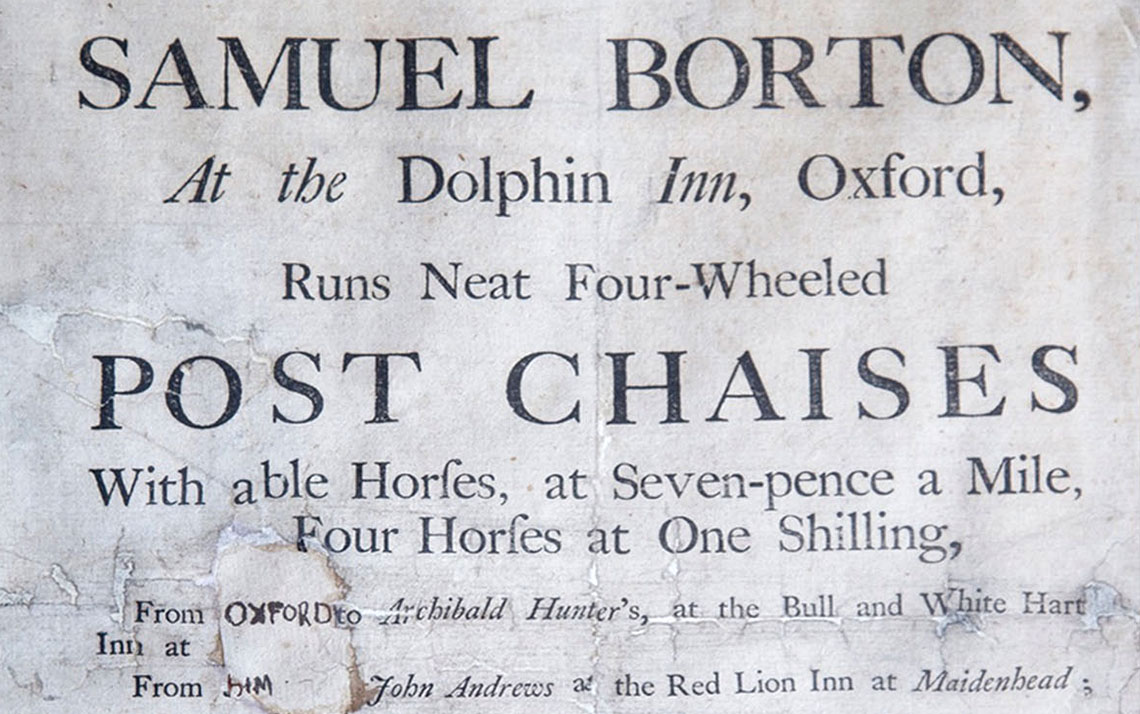 SAMUEL BORTON,
At the Dolphin Inn, Oxford,
Runs Neat Four-Wheeled
POST CHAISES
With able Horſes, at Seven-pence a Mile,
Four Horſes at One Shilling,
From OXFORD to Archibald Hunter's, at the Bull and White Hart
Inn at
From HIM John Andrews at the Red Lion Inn at Maidenhead ;